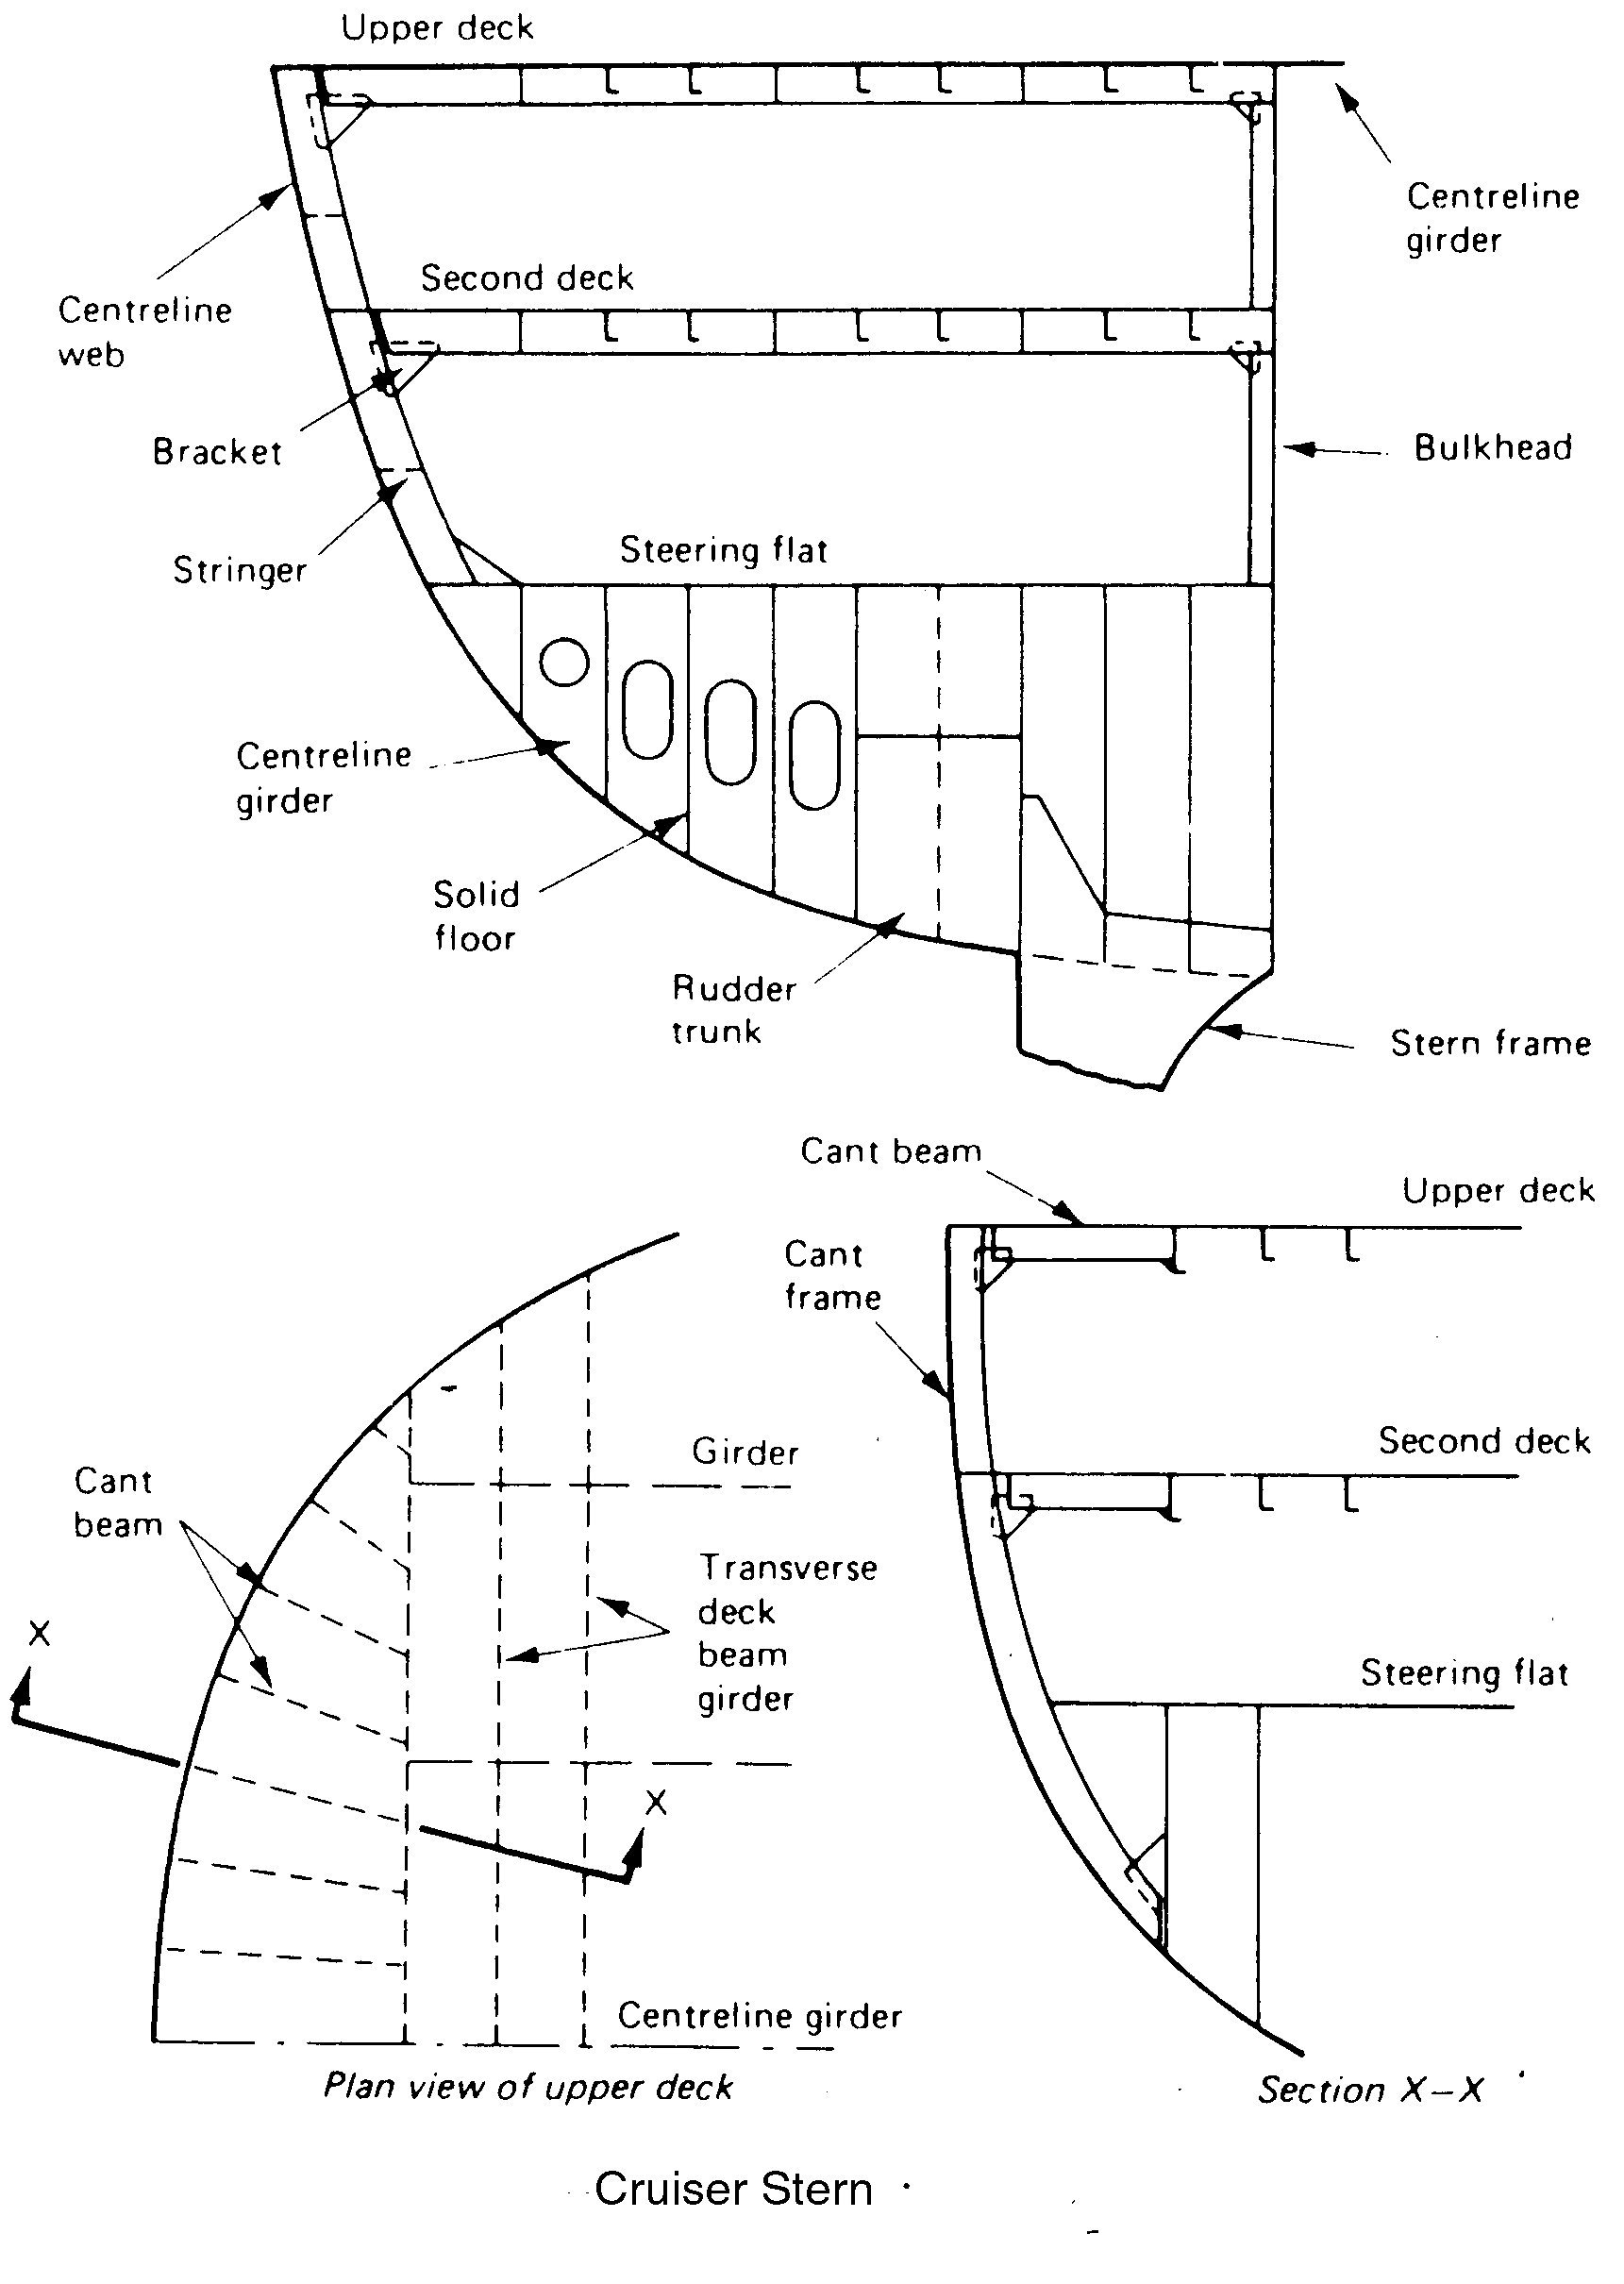 Upper deck
Centreline
girder
Second deck
Centreline
web
Bracket
Bulkhead
Stringer
Steering flat
Centreline
girder
Solid
floor
Rudder
trunk
Stern frame
Cant beam
Upper deck
Cant
frame
Girder
Second deck
Cant
beam
Transverse
deck
beam
girder
X
Steering flat
X
Centreline girder
Plan view of upper deck
Section X–X
Cruiser Stern